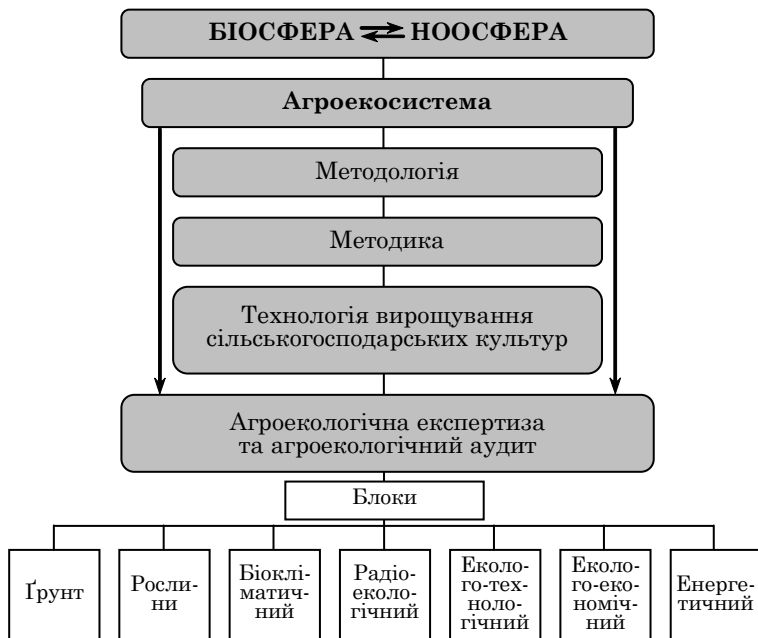 БІОСФЕРА ⇄ НООСФЕРА
Агроекосистема
Методологія
Методика
Технологія вирощування
сільськогосподарських культур
Агроекологічна експертиза
та агроекологічний аудит
Блоки
Ґрунт
Росли-
ни
Біоклі-
матич-
ний
Радіо-
еколо-
гічний
Еколо-
го-тех-
ноло-
гічний
Еколо-
го-еко-
номіч-
ний
Енерге-
тичний